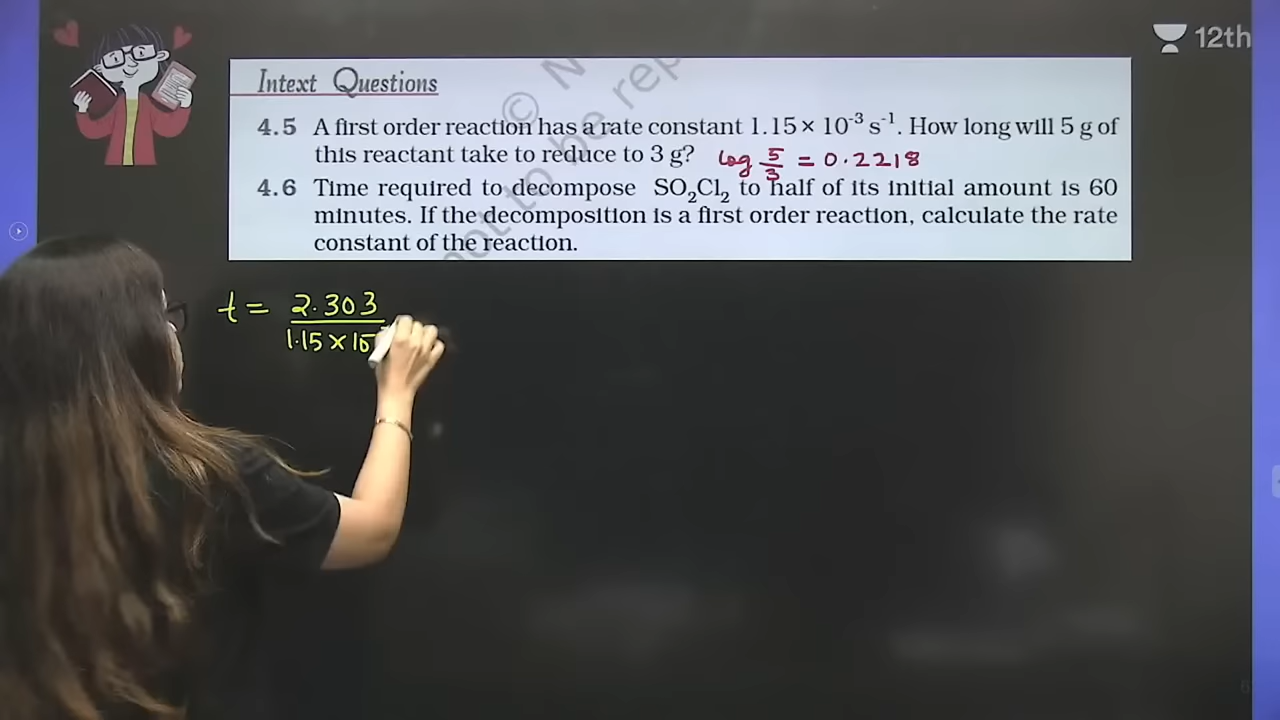 12th
Intext Questions
4.5 A first order reaction has a rate constant 1.15 × 10⁻³ s⁻¹. How long will 5 g of
this reactant take to reduce to 3 g? log 5/3 = 0.2218
4.6 Time required to decompose SO₂Cl₂ to half of its initial amount is 60
minutes. If the decomposition is a first order reaction, calculate the rate
constant of the reaction.
t = 2.303
1.15 × 10